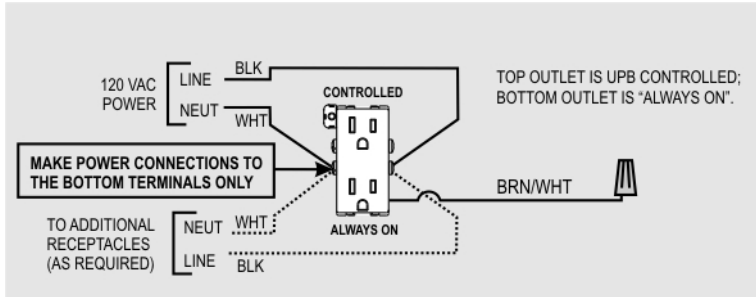 120 VAC
POWER
LINE
BLK
NEUT
WHT
CONTROLLED
TOP OUTLET IS UPB CONTROLLED;
BOTTOM OUTLET IS “ALWAYS ON”.
MAKE POWER CONNECTIONS TO
THE BOTTOM TERMINALS ONLY
BRN/WHT
TO ADDITIONAL
RECEPTACLES
(AS REQUIRED)
NEUT
WHT
LINE
BLK
ALWAYS ON